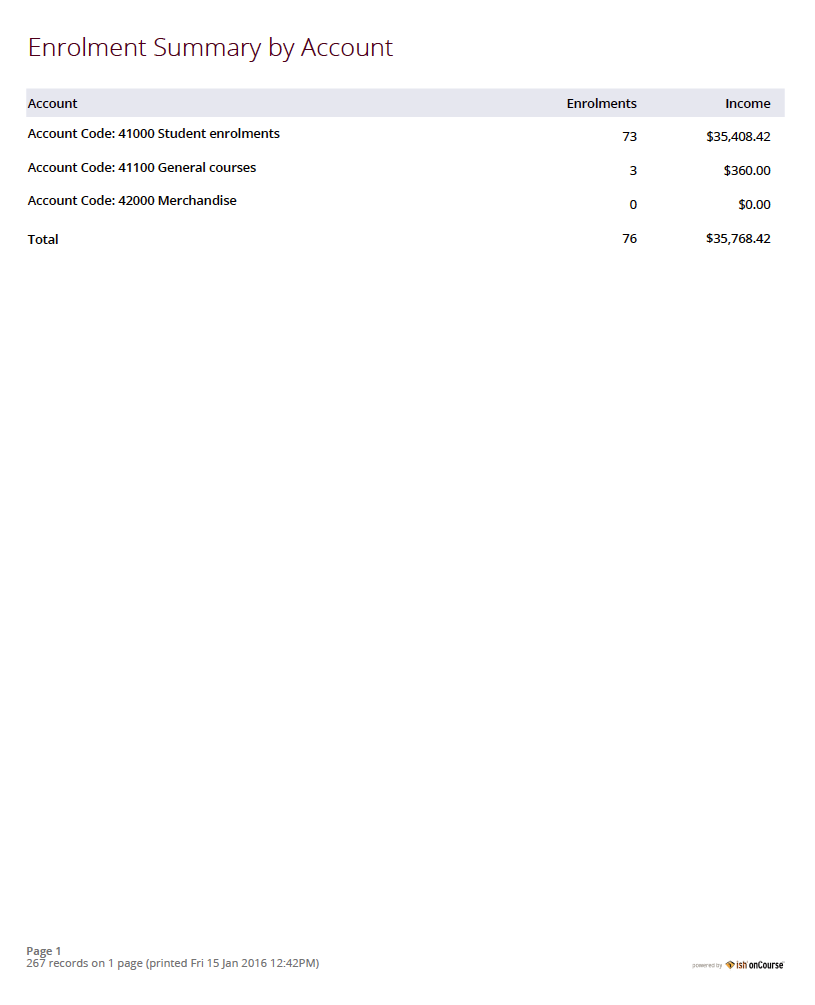 Enrolment Summary by Account
Account Enrolments Income
Account Code: 41000 Student enrolments 73 $35,408.42
Account Code: 41100 General courses 3 $360.00
Account Code: 42000 Merchandise 0 $0.00
Total 76 $35,768.42
Page 1
267 records on 1 page (printed Fri 15 Jan 2016 12:42PM)
powered by ish onCourse